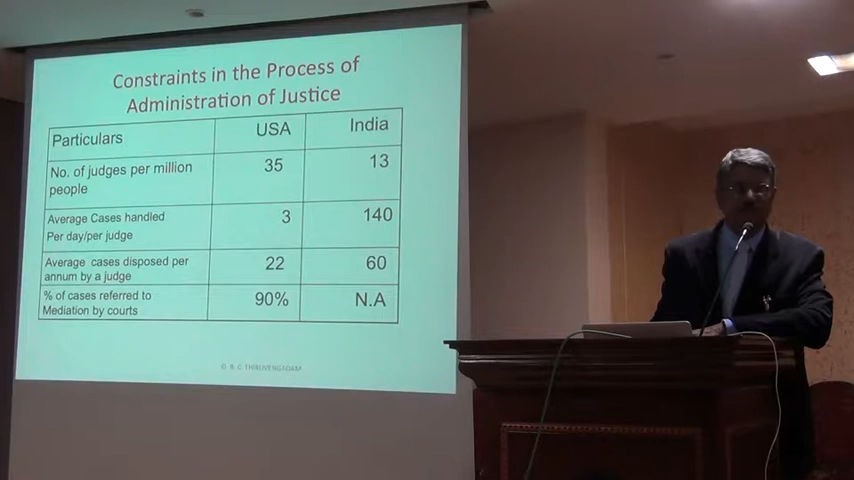 Constraints in the Process of
Administration of Justice
Particulars USA India
No. of judges per million
people 35 13
Average Cases handled
Per day/per judge 3 140
Average cases disposed per
annum by a judge 22 60
% of cases referred to
Mediation by courts 90% N.A
THIRUVENGADAM